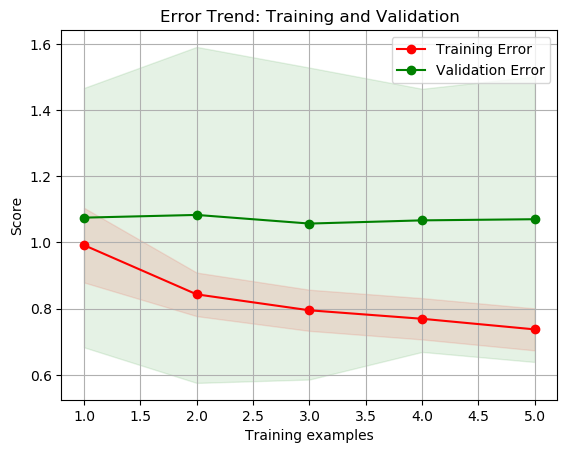 Error Trend: Training and Validation
Training Error
Validation Error
Score
1.6
1.4
1.2
1.0
0.8
0.6
1.0 1.5 2.0 2.5 3.0 3.5 4.0 4.5 5.0
Training examples